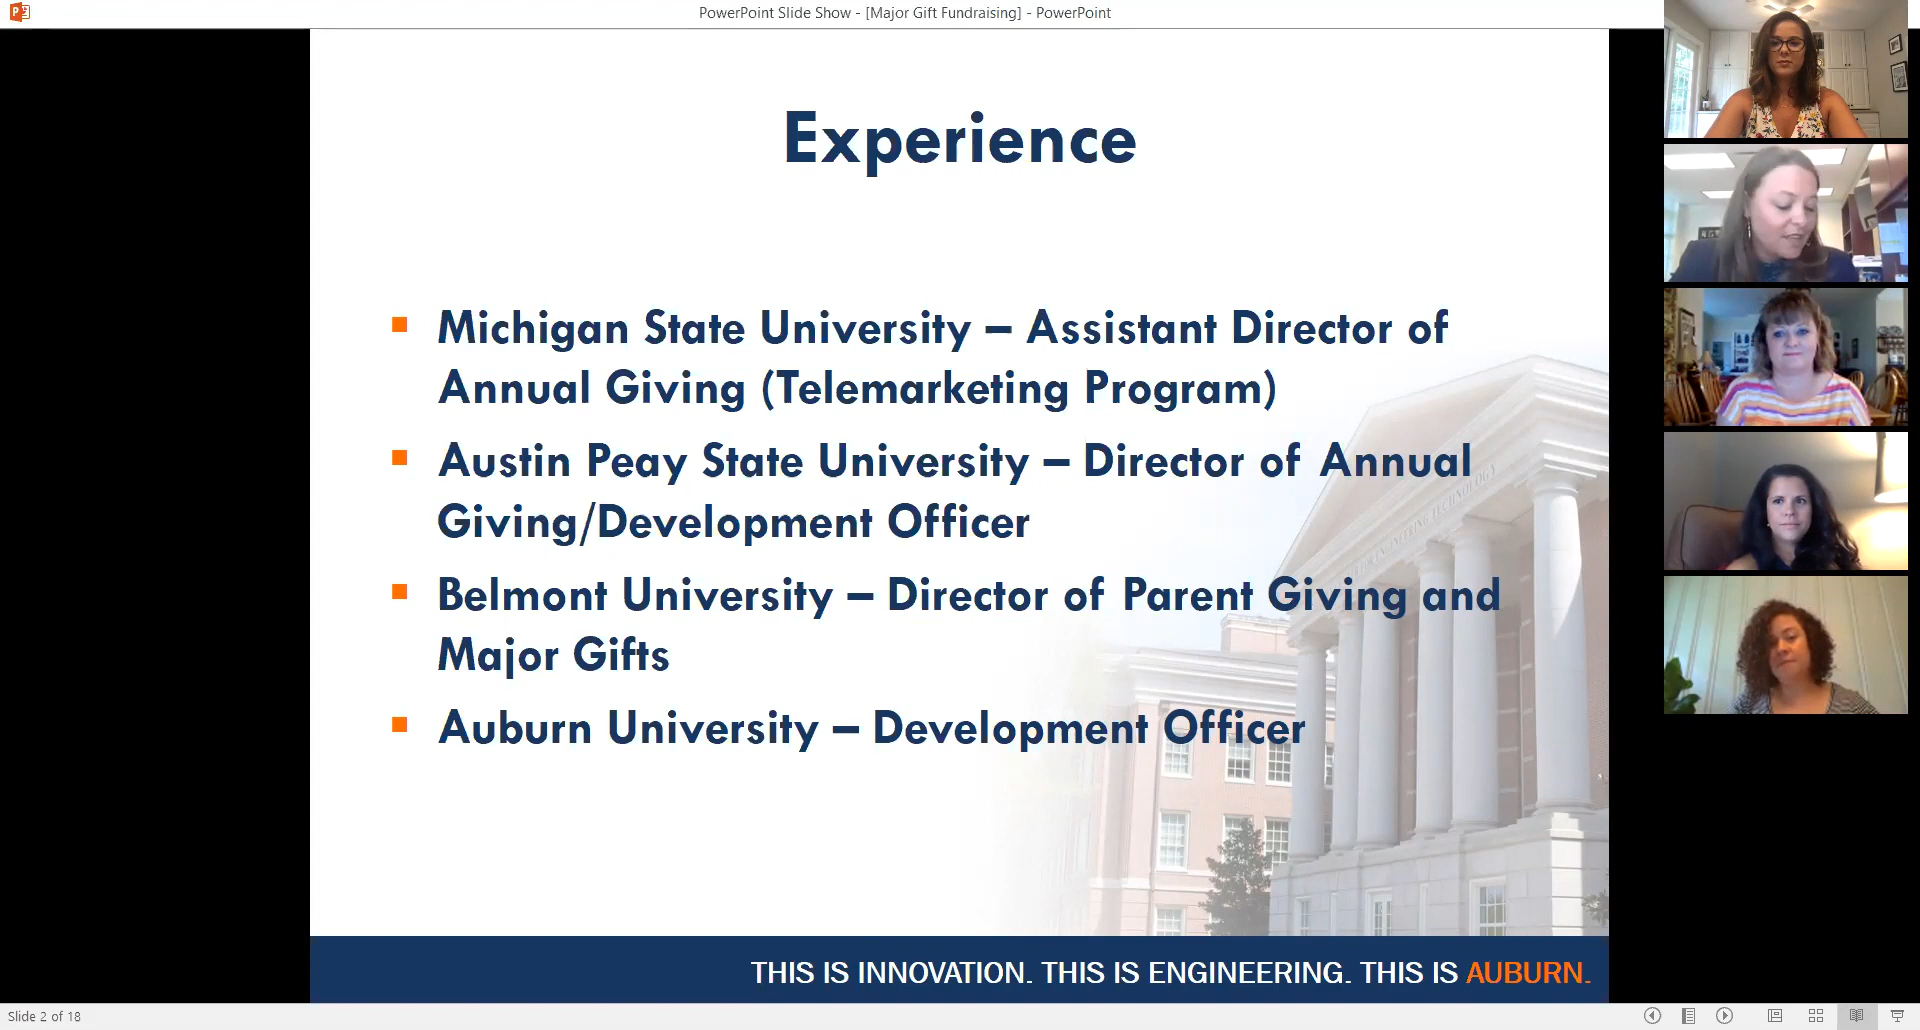 PowerPoint Slide Show - [Major Gift Fundraising] - PowerPoint
Experience
Michigan State University – Assistant Director of
Annual Giving (Telemarketing Program)
Austin Peay State University – Director of Annual
Giving/Development Officer
Belmont University – Director of Parent Giving and
Major Gifts
Auburn University – Development Officer
THIS IS INNOVATION. THIS IS ENGINEERING. THIS IS AUBURN.
Slide 2 of 18